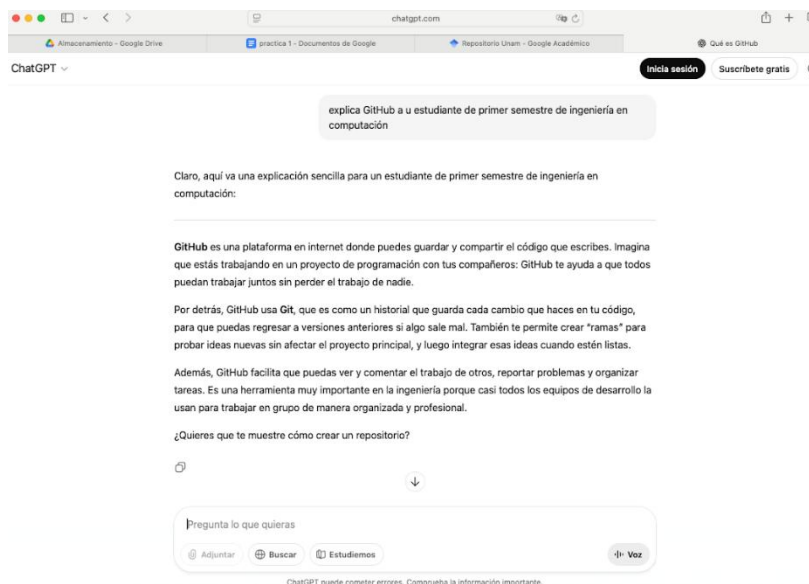 chatgpt.com
Almacenamiento - Google Drive
practica 1 - Documentos de Google
Repositorio Unam - Google Académico
Qué es GitHub
ChatGPT
Inicia sesión
Suscríbete gratis
explica GitHub a u estudiante de primer semestre de ingeniería en
computación
Claro, aquí va una explicación sencilla para un estudiante de primer semestre de ingeniería en
computación:
GitHub es una plataforma en internet donde puedes guardar y compartir el código que escribes. Imagina
que estás trabajando en un proyecto de programación con tus compañeros: GitHub te ayuda a que todos
puedan trabajar juntos sin perder el trabajo de nadie.
Por detrás, GitHub usa Git, que es como un historial que guarda cada cambio que haces en tu código,
para que puedas regresar a versiones anteriores si algo sale mal. También te permite crear “ramas” para
probar ideas nuevas sin afectar el proyecto principal, y luego integrar esas ideas cuando estén listas.
Además, GitHub facilita que puedas ver y comentar el trabajo de otros, reportar problemas y organizar
tareas. Es una herramienta muy importante en la ingeniería porque casi todos los equipos de desarrollo la
usan para trabajar en grupo de manera organizada y profesional.
¿Quieres que te muestre cómo crear un repositorio?
Pregunta lo que quieras
Adjuntar
Buscar
Estudiemos
Voz
ChatGPT puede cometer errores. Comprueba la información importante.